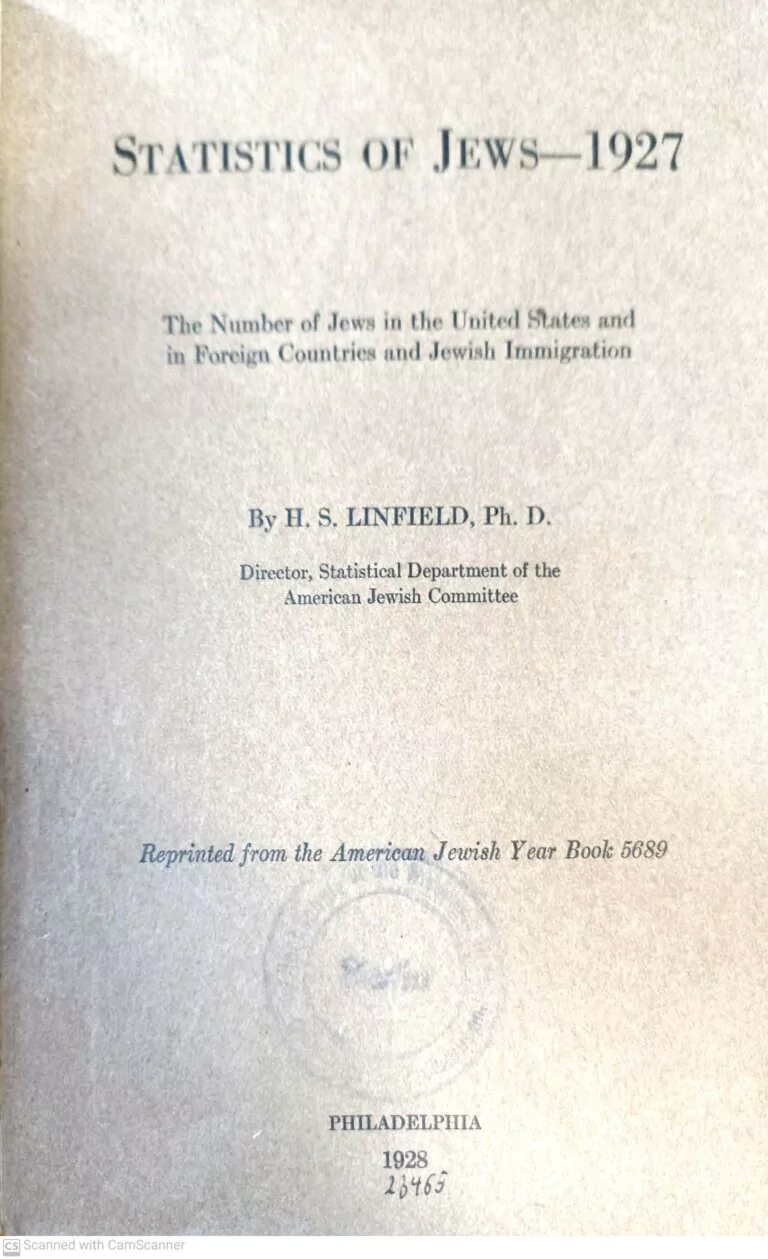 STATISTICS OF JEWS—1927
The Number of Jews in the United States and
in Foreign Countries and Jewish Immigration
By H. S. LINFIELD, Ph. D.
Director, Statistical Department of the
American Jewish Committee
Reprinted from the American Jewish Year Book 5689
PHILADELPHIA
1928
23465
CS Scanned with CamScanner